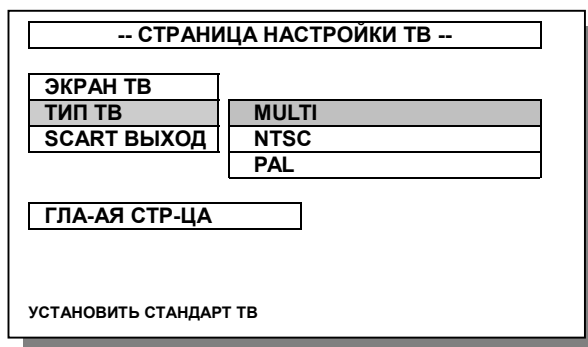 -- СТРАНИЦА НАСТРОЙКИ ТВ --
ЭКРАН ТВ
ТИП ТВ MULTI
SCART ВЫХОД NTSC
PAL
ГЛА-АЯ СТР-ЦА
УСТАНОВИТЬ СТАНДАРТ ТВ